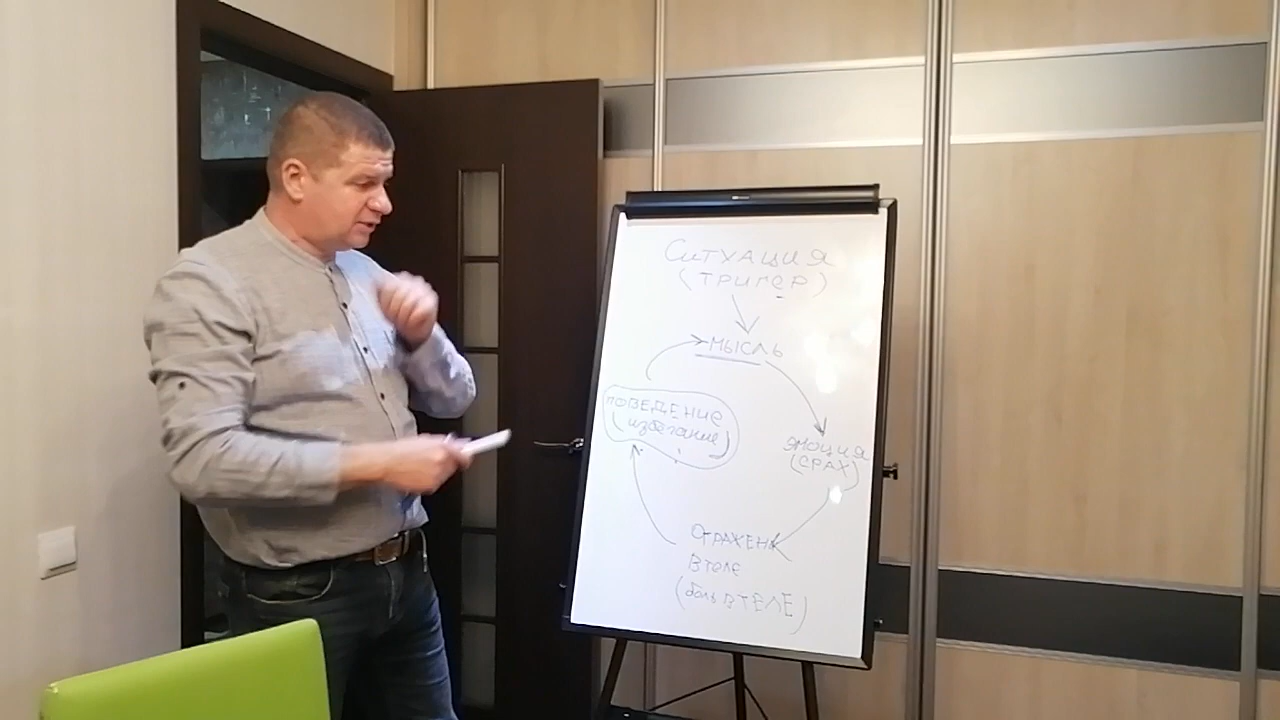 СИТУАЦИЯ
(ТРИГЕР)
МЫСЛЬ
ПОВЕДЕНИЕ
(избегание)
ЭМОЦИЯ
(СРАХ)
ОТРАЖЕН
В теле
(боль в ТЕЛЕ)